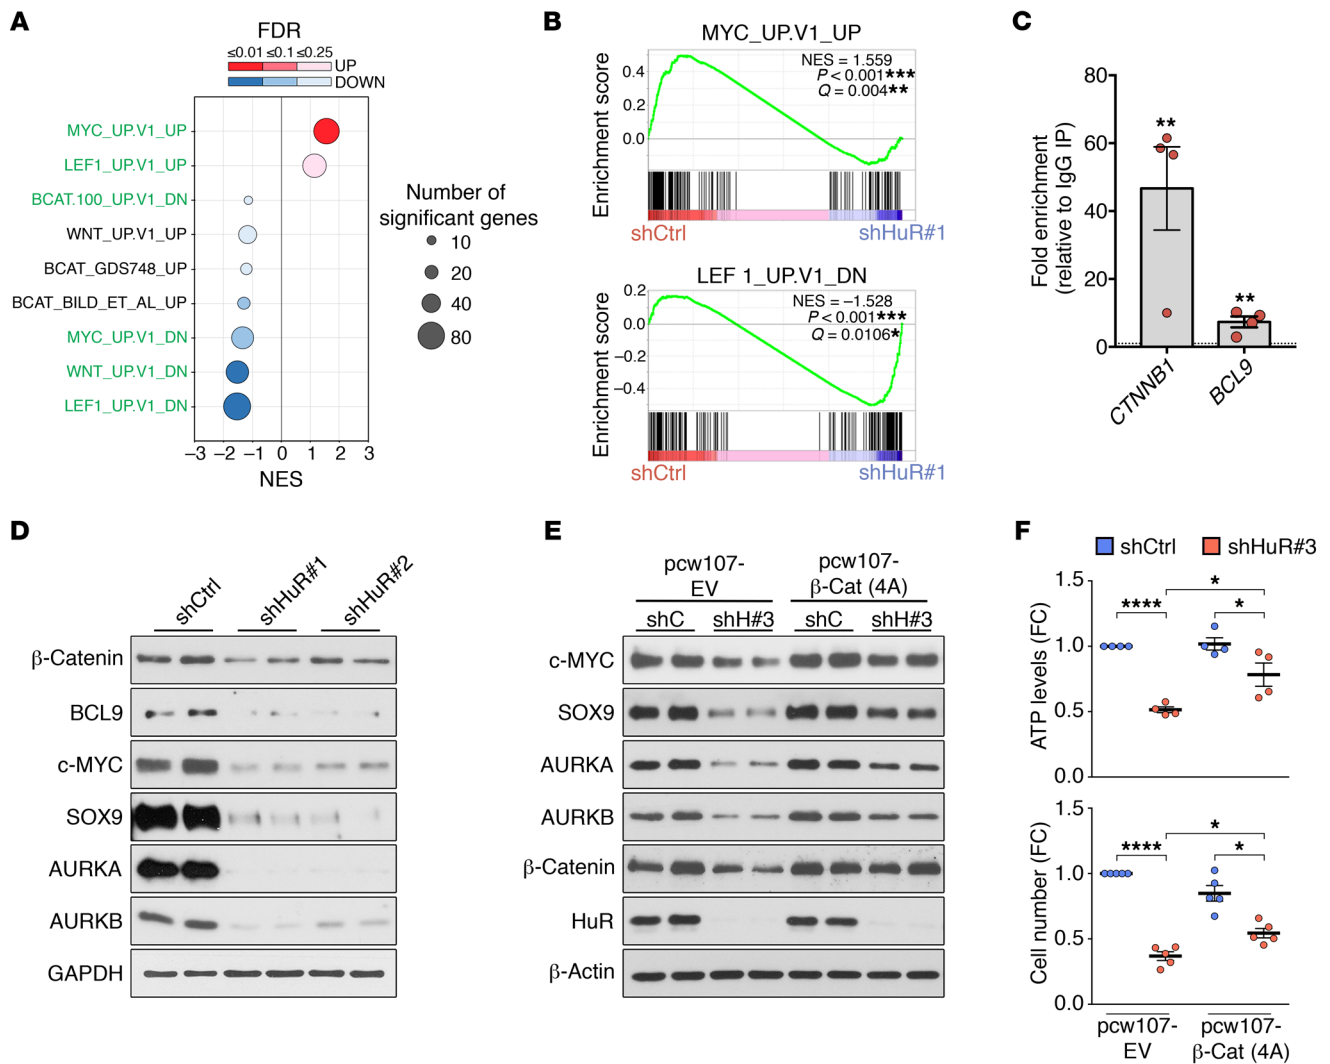 A
FDR
≤0.01 ≤0.1 ≤0.25
UP
DOWN
MYC_UP.V1_UP
LEF1_UP.V1_UP
BCAT.100_UP.V1_DN
WNT_UP.V1_UP
BCAT_GDS748_UP
BCAT_BILD_ET_AL_UP
MYC_UP.V1_DN
WNT_UP.V1_DN
LEF1_UP.V1_DN
−3 −2 −1 0 1 2 3
NES
Number of
significant genes
10
20
40
80
B
MYC_UP.V1_UP
NES = 1.559
P < 0.001***
Q = 0.004**
0.4
0.2
0.0
Enrichment score
shCtrl shHuR#1
LEF 1_UP.V1_DN
NES = −1.528
P < 0.001***
Q = 0.0106*
0.2
0.0
−0.2
−0.4
Enrichment score
shCtrl shHuR#1
C
Fold enrichment
(relative to IgG IP)
80
60
40
20
0
**
**
CTNNB1
BCL9
D
shCtrl
shHuR#1
shHuR#2
β-Catenin
BCL9
c-MYC
SOX9
AURKA
AURKB
GAPDH
E
pcw107-
EV
pcw107-
β-Cat (4A)
shC shH#3 shC shH#3
c-MYC
SOX9
AURKA
AURKB
β-Catenin
HuR
β-Actin
F
shCtrl shHuR#3
ATP levels (FC)
1.5
1.0
0.5
0.0
*
**** *
Cell number (FC)
1.5
1.0
0.5
0.0
*
**** *
pcw107-
EV
pcw107-
β-Cat (4A)